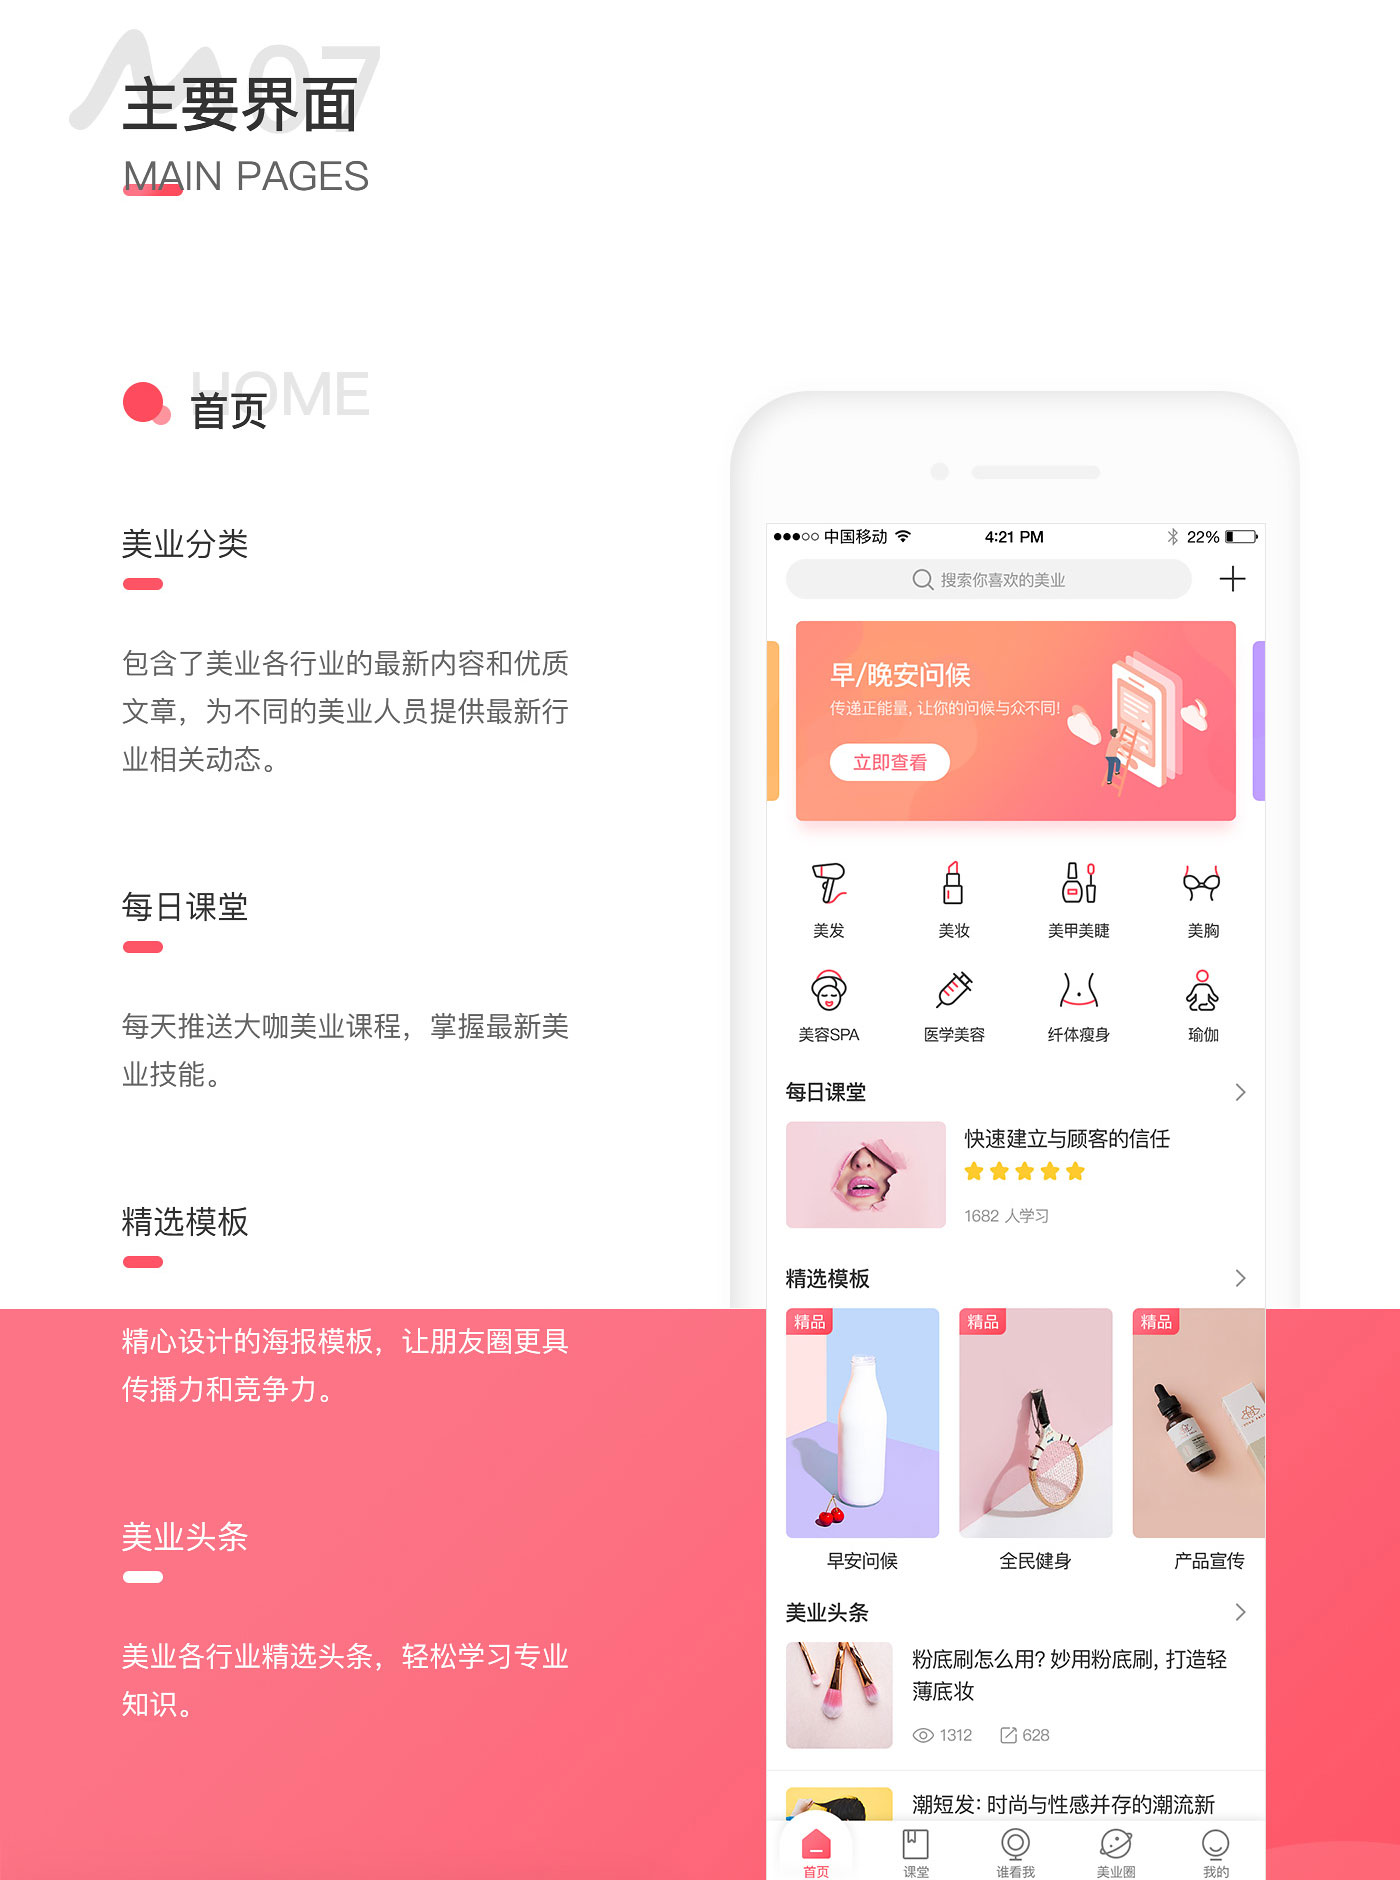 07
主要界面
MAIN PAGES
HOME
首页
美业分类
包含了美业各行业的最新内容和优质
文章，为不同的美业人员提供最新行
业相关动态。
每日课堂
每天推送大咖美业课程，掌握最新美
业技能。
精选模板
精心设计的海报模板，让朋友圈更具
传播力和竞争力。
美业头条
美业各行业精选头条，轻松学习专业
知识。
中国移动 4:21 PM 22%
搜索你喜欢的美业
早/晚安问候
传递正能量, 让你的问候与众不同!
立即查看
美发 美妆 美甲美睫 美胸
美容SPA 医学美容 纤体瘦身 瑜伽
每日课堂
快速建立与顾客的信任
1682 人学习
精选模板
精品 精品 精品
早安问候 全民健身 产品宣传
美业头条
粉底刷怎么用? 妙用粉底刷, 打造轻
薄底妆
1312 628
潮短发: 时尚与性感并存的潮流新
首页 课堂 谁看我 美业圈 我的